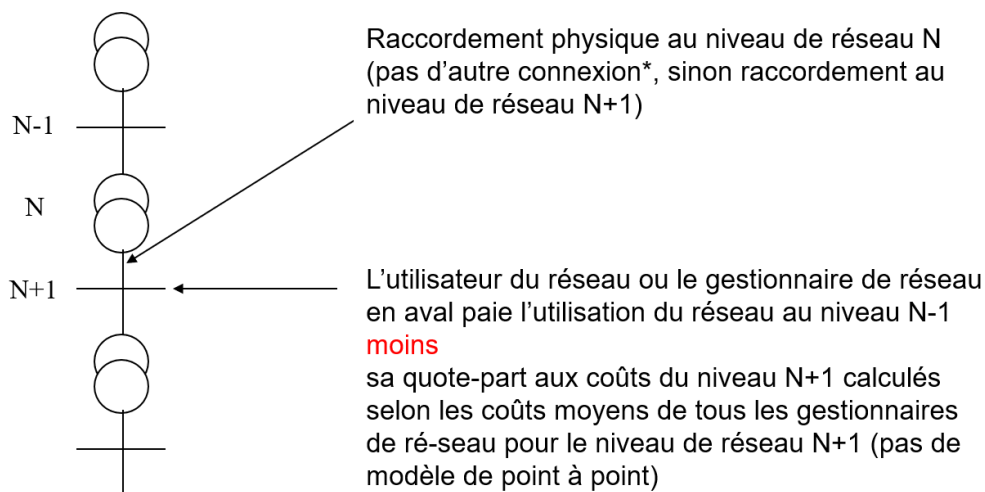 Raccordement physique au niveau de réseau N
(pas d'autre connexion*, sinon raccordement au
niveau de réseau N+1)
N-1
N
N+1
L'utilisateur du réseau ou le gestionnaire de réseau
en aval paie l'utilisation du réseau au niveau N-1
moins
sa quote-part aux coûts du niveau N+1 calculés
selon les coûts moyens de tous les gestionnaires
de ré-seau pour le niveau de réseau N+1 (pas de
modèle de point à point)